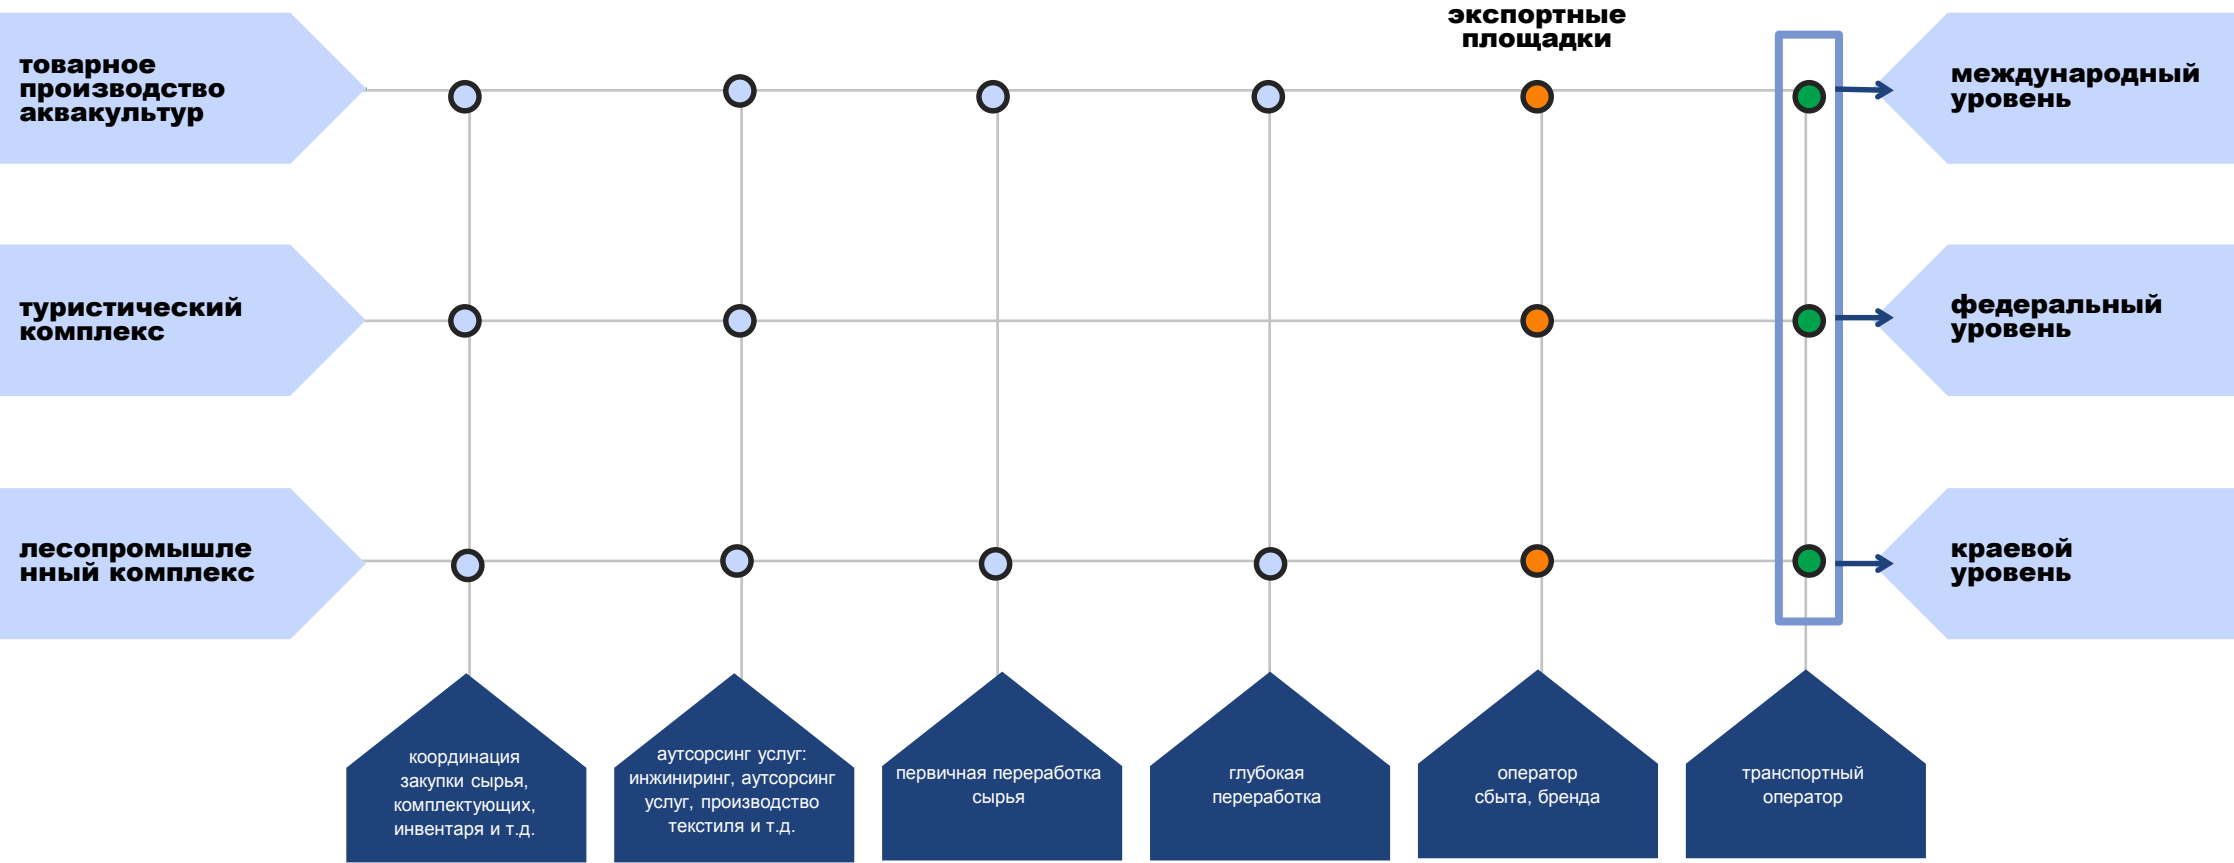 экспортные
площадки
товарное
производство
аквакультур
международный
уровень
туристический
комплекс
федеральный
уровень
лесопромышле
нный комплекс
краевой
уровень
координация
закупки сырья,
комплектующих,
инвентаря и т.д.
аутсорсинг услуг:
инжиниринг, аутсорсинг
услуг, производство
текстиля и т.д.
первичная переработка
сырья
глубокая
переработка
оператор
сбыта, бренда
транспортный
оператор